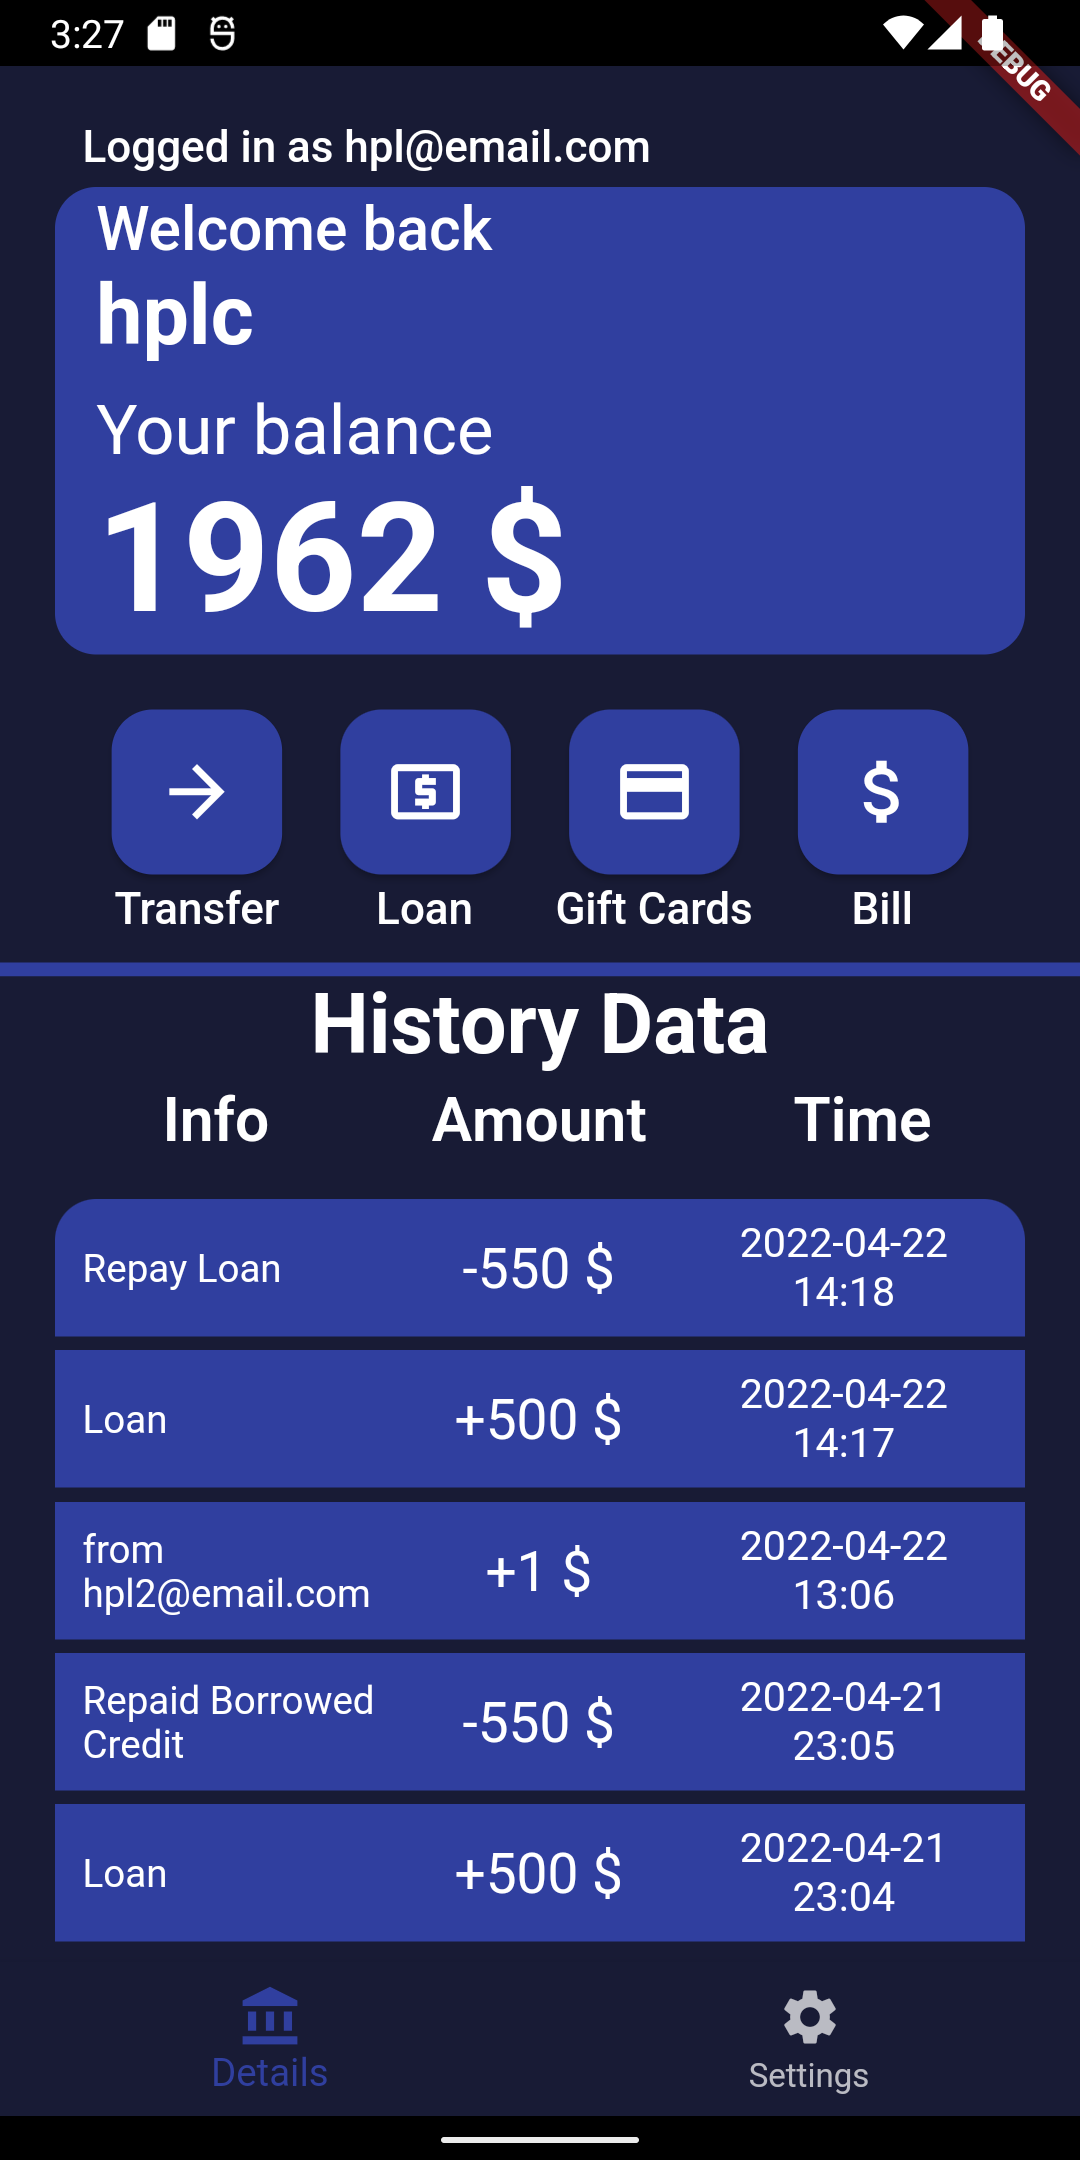 3:27
DEBUG
Logged in as hpl@email.com
Welcome back
hplc
Your balance
1962 $
Transfer Loan Gift Cards Bill
History Data
Info Amount Time
Repay Loan -550 $ 2022-04-22
14:18
Loan +500 $ 2022-04-22
14:17
from
hpl2@email.com +1 $ 2022-04-22
13:06
Repaid Borrowed
Credit -550 $ 2022-04-21
23:05
Loan +500 $ 2022-04-21
23:04
Details Settings